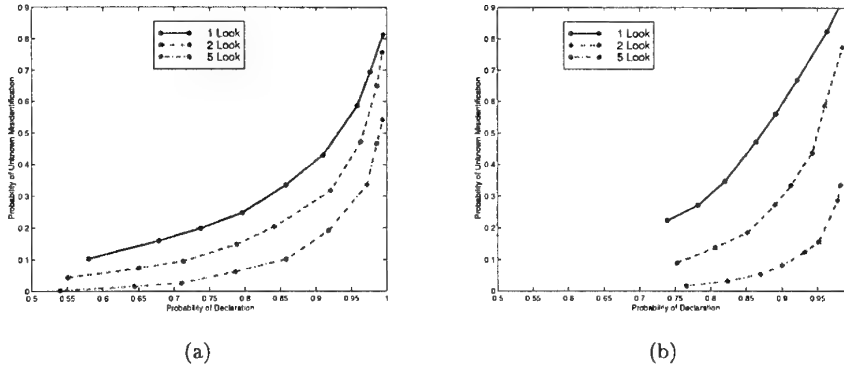 0.9
0.8
0.7
0.6
0.5
0.4
0.3
0.2
0.1
0
Probability of Unknown Misidentification
1 Look
2 Look
5 Look
0.5 0.55 0.6 0.65 0.7 0.75 0.8 0.85 0.9 0.95 1
Probability of Declaration
(a)
0.9
0.8
0.7
0.6
0.5
0.4
0.3
0.2
0.1
0
Probability of Unknown Misidentification
1 Look
2 Look
5 Look
0.5 0.55 0.6 0.65 0.7 0.75 0.8 0.85 0.9 0.95
Probability of Declaration
(b)